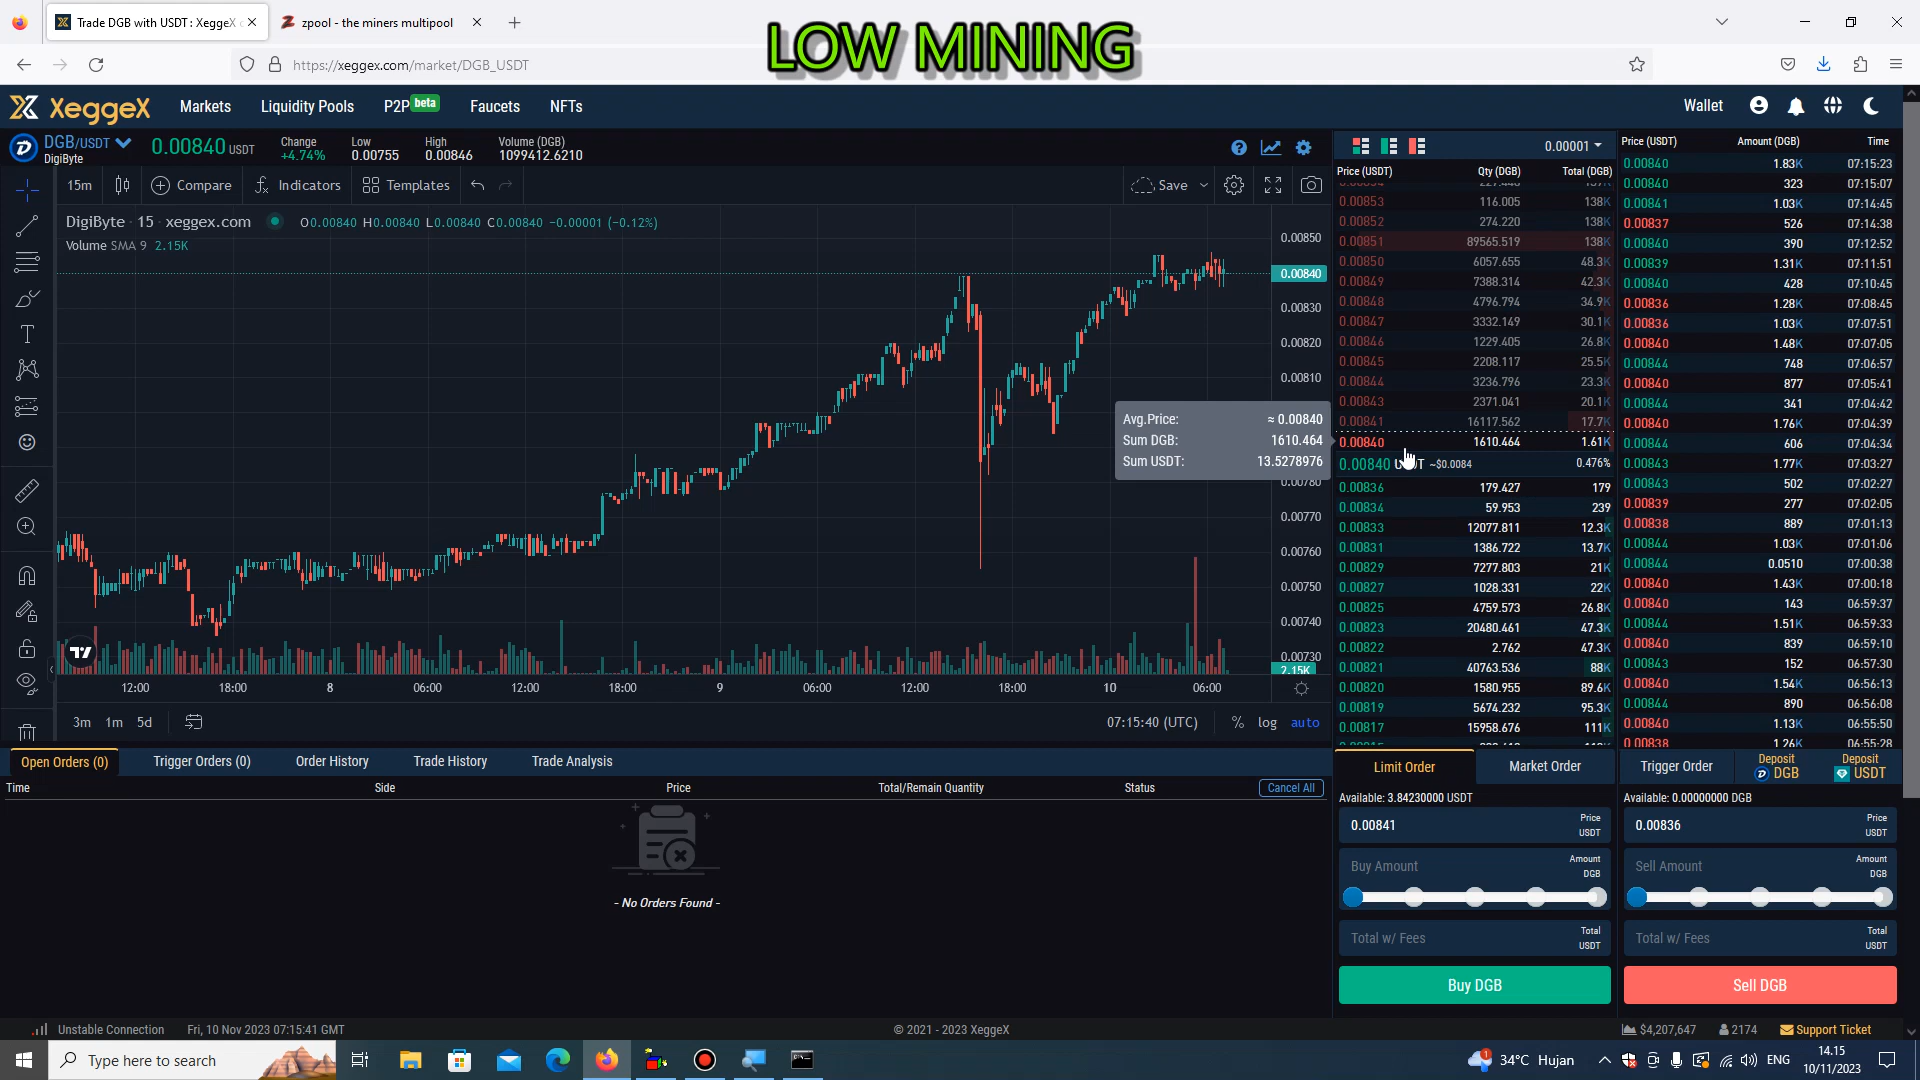 Trade DGB with USDT : XeggeX
zpool - the miners multipool
LOW MINING
https://xeggex.com/market/DGB_USDT
XeggeX
Markets
Liquidity Pools
P2P beta
Faucets
NFTs
Wallet
DGB/USDT
DigiByte
0.00840 USDT
Change
+4.74%
Low
0.00755
High
0.00846
Volume (DGB)
1099412.6210
15m
Compare
Indicators
Templates
Save
DigiByte · 15 · xeggex.com
O0.00840 H0.00840 L0.00840 C0.00840 -0.00001 (-0.12%)
Volume SMA 9 2.15K
0.00850
0.00840
0.00830
0.00820
0.00810
0.00780
0.00770
0.00760
0.00750
0.00740
0.00730
2.15K
Avg.Price: ≈ 0.00840
Sum DGB: 1610.464
Sum USDT: 13.5278976
12:00 18:00 8 06:00 12:00 18:00 9 06:00 12:00 18:00 10 06:00
3m 1m 5d
07:15:40 (UTC)
% log auto
0.00001
Price (USDT) Qty (DGB) Total (DGB)
0.00853 116.005 138K
0.00852 274.220 138K
0.00851 89565.519 138K
0.00850 6057.655 48.3K
0.00849 7388.314 42.3K
0.00848 4796.794 34.9K
0.00847 3332.149 30.1K
0.00846 1229.405 26.8K
0.00845 2208.117 25.5K
0.00844 3236.796 23.3K
0.00843 2371.041 20.1K
0.00841 16117.562 17.7K
0.00840 1610.464 1.61K
0.00840 USDT ~$0.0084 0.476%
0.00836 179.427 179
0.00834 59.953 239
0.00833 12077.811 12.3K
0.00831 1386.722 13.7K
0.00829 7277.803 21K
0.00827 1028.331 22K
0.00825 4759.573 26.8K
0.00823 20480.461 47.3K
0.00822 2.762 47.3K
0.00821 40763.536 88K
0.00820 1580.955 89.6K
0.00819 5674.232 95.3K
0.00817 15958.676 111K
Price (USDT) Amount (DGB) Time
0.00840 1.83K 07:15:23
0.00840 323 07:15:07
0.00841 1.03K 07:14:45
0.00837 526 07:14:38
0.00840 390 07:12:52
0.00839 1.31K 07:11:51
0.00840 428 07:10:45
0.00836 1.28K 07:08:45
0.00836 1.03K 07:07:51
0.00840 1.48K 07:07:05
0.00844 748 07:06:57
0.00840 877 07:05:41
0.00844 341 07:04:42
0.00840 1.76K 07:04:39
0.00844 606 07:04:34
0.00843 1.77K 07:03:27
0.00843 502 07:02:27
0.00839 277 07:02:05
0.00838 889 07:01:13
0.00844 1.03K 07:01:06
0.00844 0.0510 07:00:38
0.00840 1.43K 07:00:18
0.00840 143 06:59:37
0.00844 1.51K 06:59:33
0.00840 839 06:59:10
0.00843 152 06:57:30
0.00840 1.54K 06:56:13
0.00844 890 06:56:08
0.00840 1.13K 06:55:50
0.00838 1.26K 06:55:28
Open Orders (0)
Trigger Orders (0)
Order History
Trade History
Trade Analysis
Time Side Price Total/Remain Quantity Status Cancel All
- No Orders Found -
Limit Order
Market Order
Trigger Order
Deposit DGB
Deposit USDT
Available: 3.84230000 USDT
0.00841 Price USDT
Buy Amount Amount DGB
Total w/ Fees Total USDT
Buy DGB
Available: 0.00000000 DGB
0.00836 Price USDT
Sell Amount Amount DGB
Total w/ Fees Total USDT
Sell DGB
Unstable Connection
Fri, 10 Nov 2023 07:15:41 GMT
© 2021 - 2023 XeggeX
$4,207,647
2174
Support Ticket
Type here to search
34°C Hujan
ENG
14.15
10/11/2023